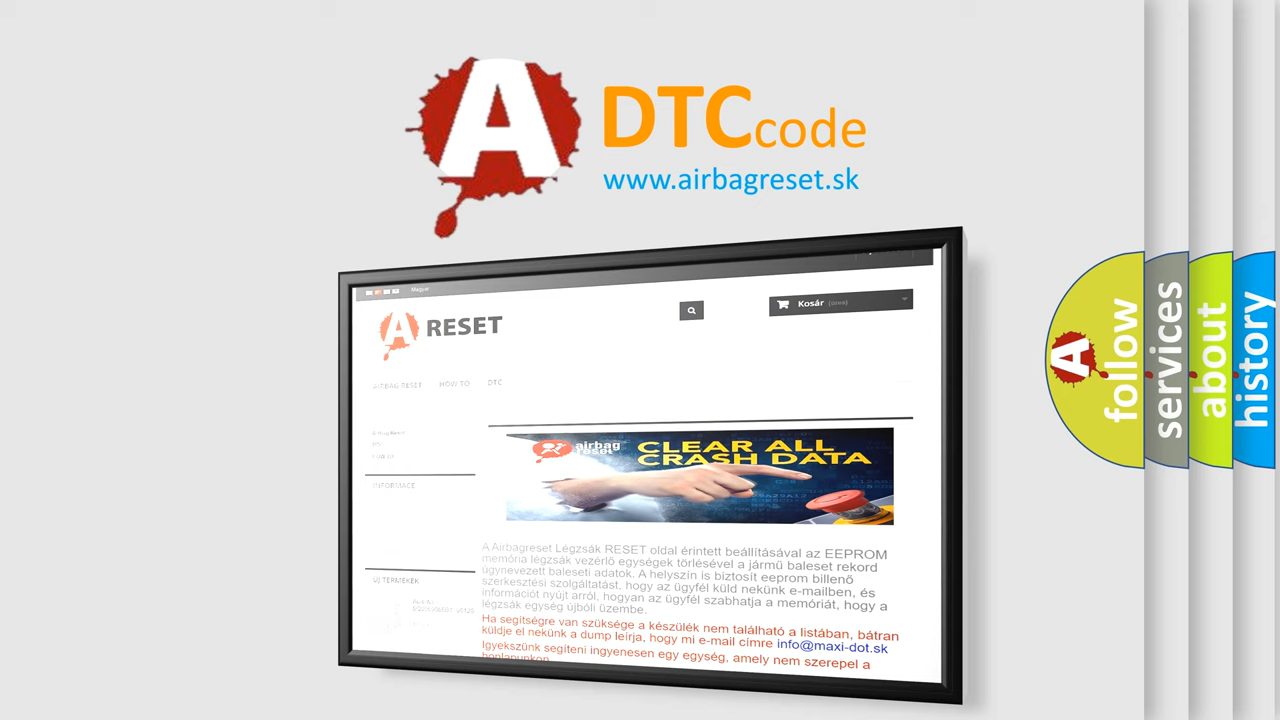 A
DTCcode
www.airbagreset.sk
Magyar
A RESET
Kosár (üres)
AIRBAG RESET HOW TO DTC
airbag
reset
CLEAR ALL
CRASH DATA
INFORMACE
A Airbagreset Légzsák RESET oldal érintett beállításával az EEPROM
memória légzsák vezérlő egységek törlésével a jármű baleset rekord
úgynevezett baleseti adatok. A helyszín is biztosít eeprom billenő
szerkesztési szolgáltatást, hogy az ügyfél küld nekünk e-mailben, és
információt nyújt arról, hogyan az ügyfél szabhatja a memóriát, hogy a
légzsák egység újbóli üzembe.
ÚJ TERMÉKEK
Ha segítségre van szüksége a készülék nem található a listában, bátran
küldje el nekünk a dump leírja, hogy mi e-mail címre info@maxi-dot.sk
Igyekszünk segíteni ingyenesen egy egység, amely nem szerepel a
honlapunkon
A
follow
services
about
history